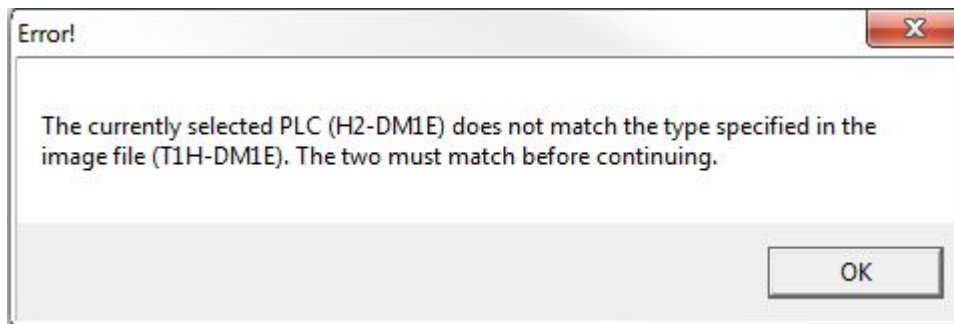 Error!
The currently selected PLC (H2-DM1E) does not match the type specified in the
image file (T1H-DM1E). The two must match before continuing.
OK